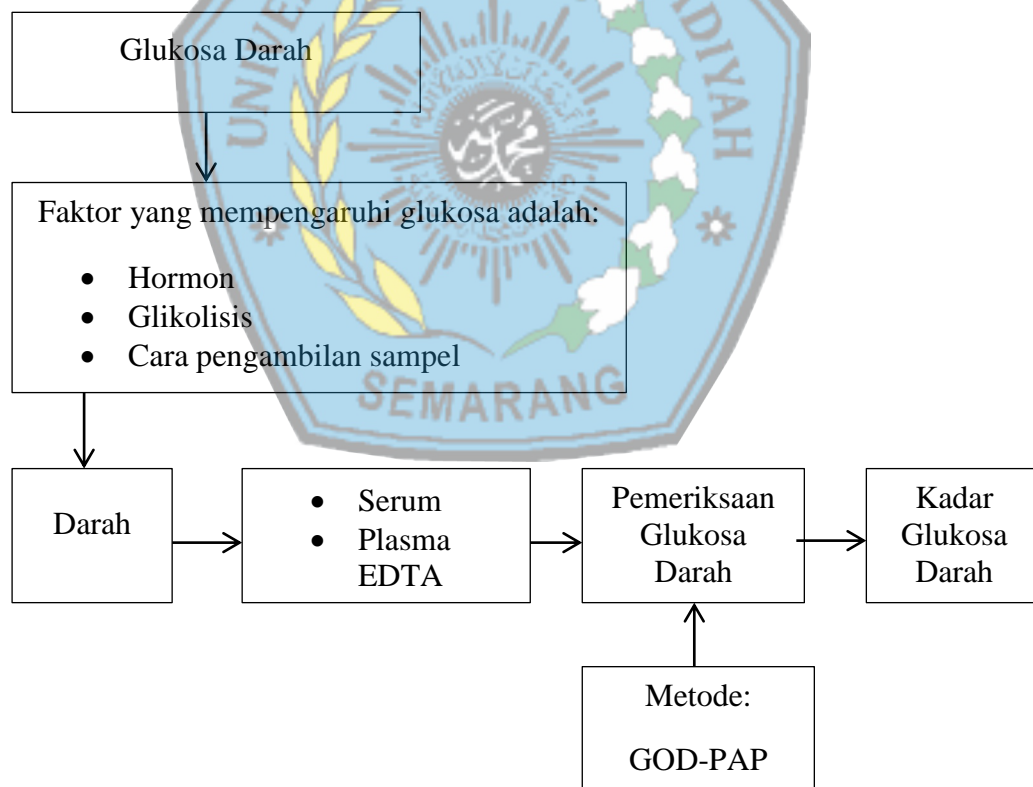 Glukosa Darah
Faktor yang mempengaruhi glukosa adalah:
• Hormon
• Glikolisis
• Cara pengambilan sampel
SEMARANG
Darah
• Serum
• Plasma
EDTA
Pemeriksaan
Glukosa
Darah
Kadar
Glukosa
Darah
Metode:
GOD-PAP